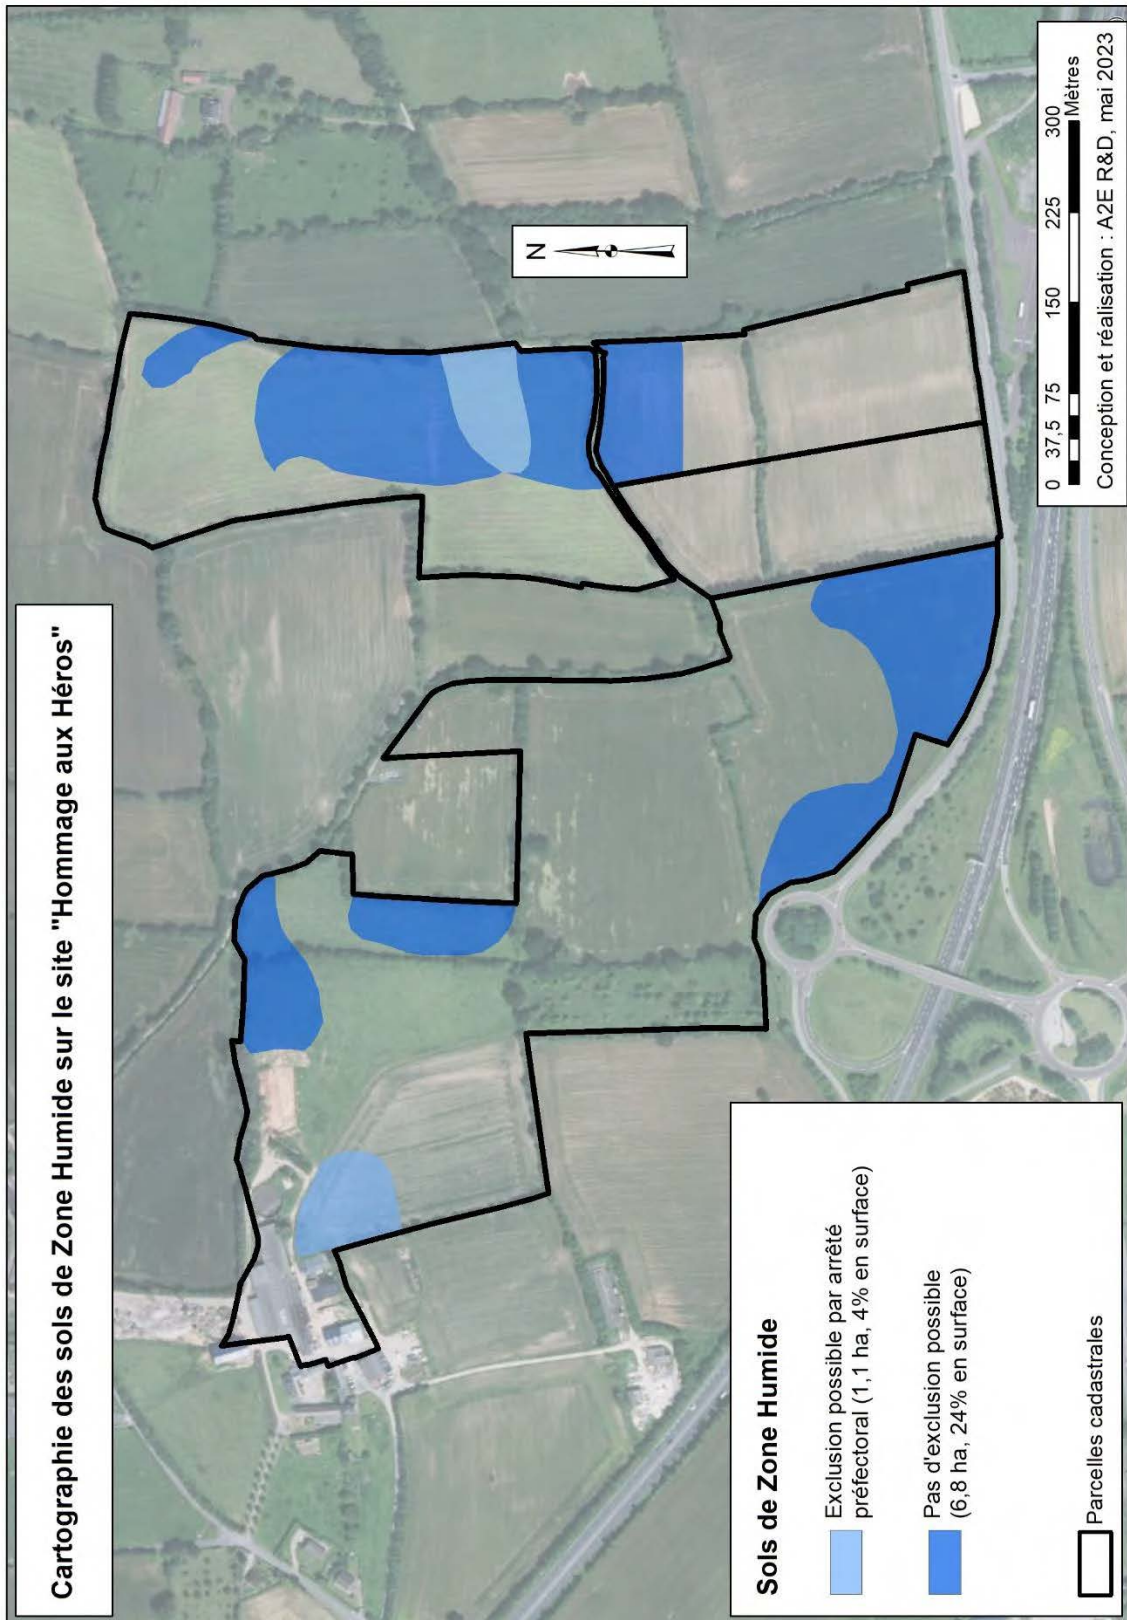 Cartographie des sols de Zone Humide sur le site "Hommage aux Héros"
N
Sols de Zone Humide
Exclusion possible par arrêté
préfectoral (1,1 ha, 4% en surface)
Pas d'exclusion possible
(6,8 ha, 24% en surface)
Parcelles cadastrales
0 37,5 75 150 225 300
Mètres
Conception et réalisation : A2E R&D, mai 2023